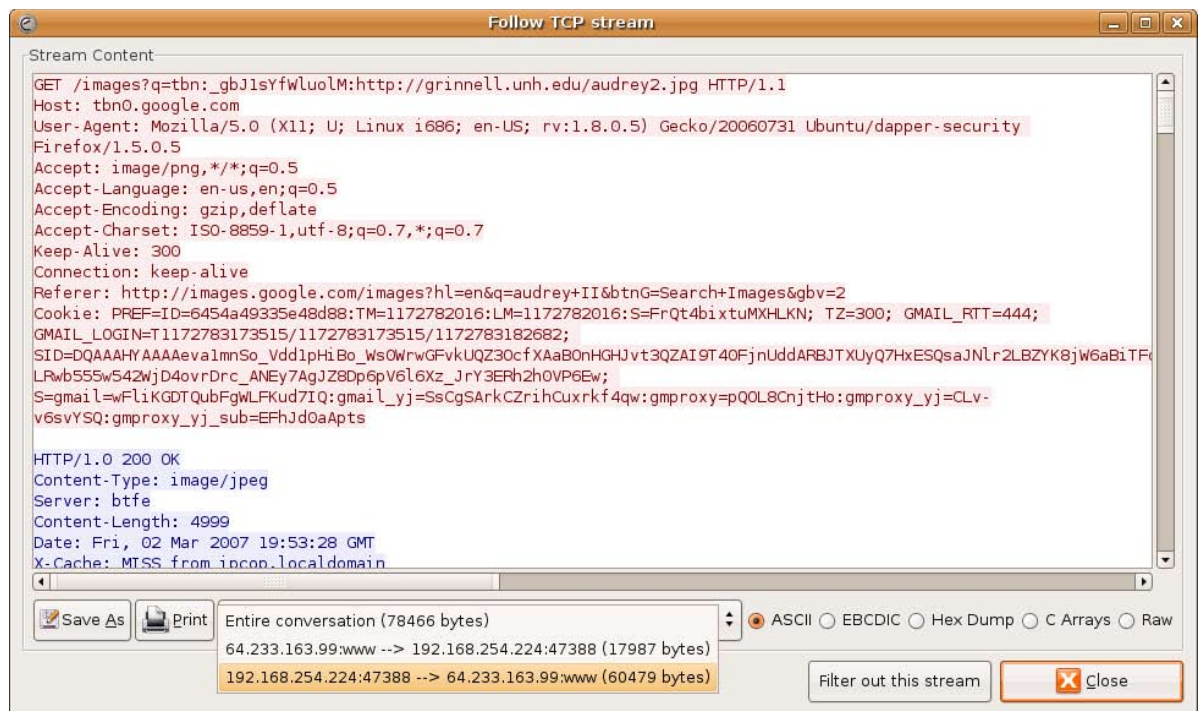 Follow TCP stream
Stream Content
GET /images?q=tbn:_gbJ1sYfWluolM:http://grinnell.unh.edu/audrey2.jpg HTTP/1.1
Host: tbn0.google.com
User-Agent: Mozilla/5.0 (X11; U; Linux i686; en-US; rv:1.8.0.5) Gecko/20060731 Ubuntu/dapper-security
Firefox/1.5.0.5
Accept: image/png,*/*;q=0.5
Accept-Language: en-us,en;q=0.5
Accept-Encoding: gzip,deflate
Accept-Charset: ISO-8859-1,utf-8;q=0.7,*;q=0.7
Keep-Alive: 300
Connection: keep-alive
Referer: http://images.google.com/images?hl=en&q=audrey+II&btnG=Search+Images&gbv=2
Cookie: PREF=ID=6454a49335e48d88:TM=1172782016:LM=1172782016:S=FrQt4bixtuMXHLKN; TZ=300; GMAIL_RTT=444;
GMAIL_LOGIN=T1172783173515/1172783173515/1172783182682;
SID=DQAAAHYAAAAeva1mnSo_Vdd1pHiBo_WsOWrwGFvkUQZ3OcfXAaBOnHGHJvt3QZAI9T4OFjnUddARBJTXUyQ7HxESQsaJNlr2LBZYK8jW6aBiTF
LRwb555w542WjD4ovrDrc_ANEy7AgJZ8Dp6pV6l6Xz_JrY3ERh2h0VP6Ew;
S=gmail=wFliKGDTQubFgWLFKud7IQ:gmail_yj=SsCgSArkCZrihCuxrkf4qw:gmproxy=pQOL8CnjtHo:gmproxy_yj=CLv-
v6svYSQ:gmproxy_yj_sub=EFhJdOaApts
HTTP/1.0 200 OK
Content-Type: image/jpeg
Server: btfe
Content-Length: 4999
Date: Fri, 02 Mar 2007 19:53:28 GMT
X-Cache: MISS from ipcop.localdomain
Save As Print Entire conversation (78466 bytes) ASCII EBCDIC Hex Dump C Arrays Raw
64.233.163.99:www --> 192.168.254.224:47388 (17987 bytes)
192.168.254.224:47388 --> 64.233.163.99:www (60479 bytes)
Filter out this stream Close